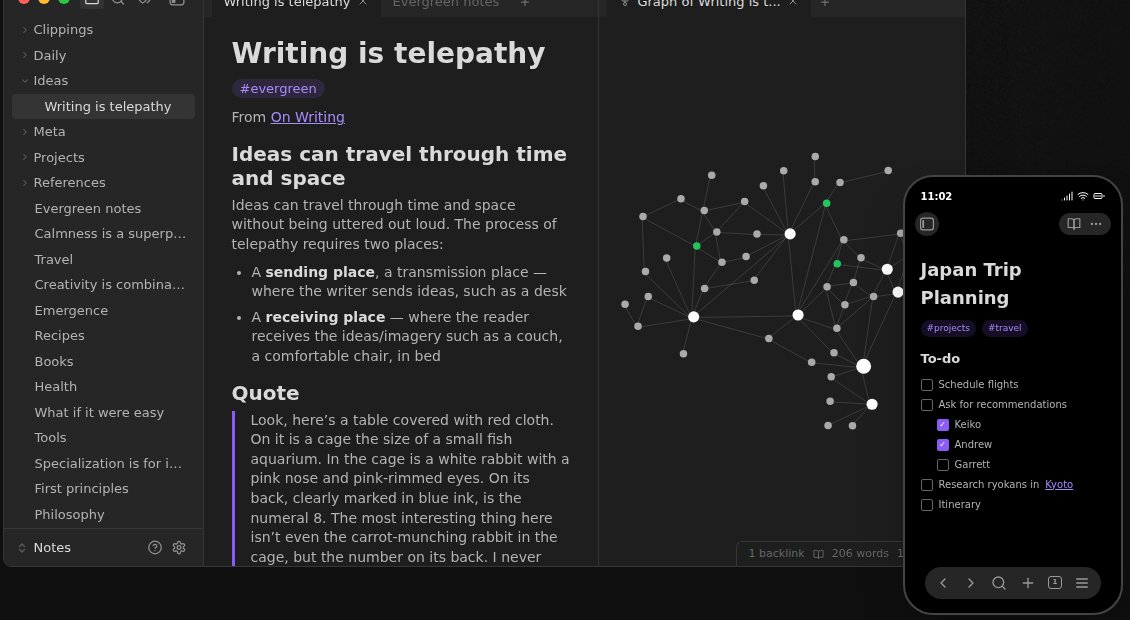 Writing is telepathy
Evergreen notes
Graph of Writing is t...
Clippings
Daily
Ideas
Writing is telepathy
Meta
Projects
References
Evergreen notes
Calmness is a superp...
Travel
Creativity is combina...
Emergence
Recipes
Books
Health
What if it were easy
Tools
Specialization is for i...
First principles
Philosophy
Notes
Writing is telepathy
#evergreen
From On Writing
Ideas can travel through time
and space
Ideas can travel through time and space
without being uttered out loud. The process of
telepathy requires two places:
• A sending place, a transmission place —
where the writer sends ideas, such as a desk
• A receiving place — where the reader
receives the ideas/imagery such as a couch,
a comfortable chair, in bed
Quote
Look, here’s a table covered with red cloth.
On it is a cage the size of a small fish
aquarium. In the cage is a white rabbit with a
pink nose and pink-rimmed eyes. On its
back, clearly marked in blue ink, is the
numeral 8. The most interesting thing here
isn’t even the carrot-munching rabbit in the
cage, but the number on its back. I never
1 backlink 206 words 1
11:02
Japan Trip
Planning
#projects #travel
To-do
Schedule flights
Ask for recommendations
Keiko
Andrew
Garrett
Research ryokans in Kyoto
Itinerary
1